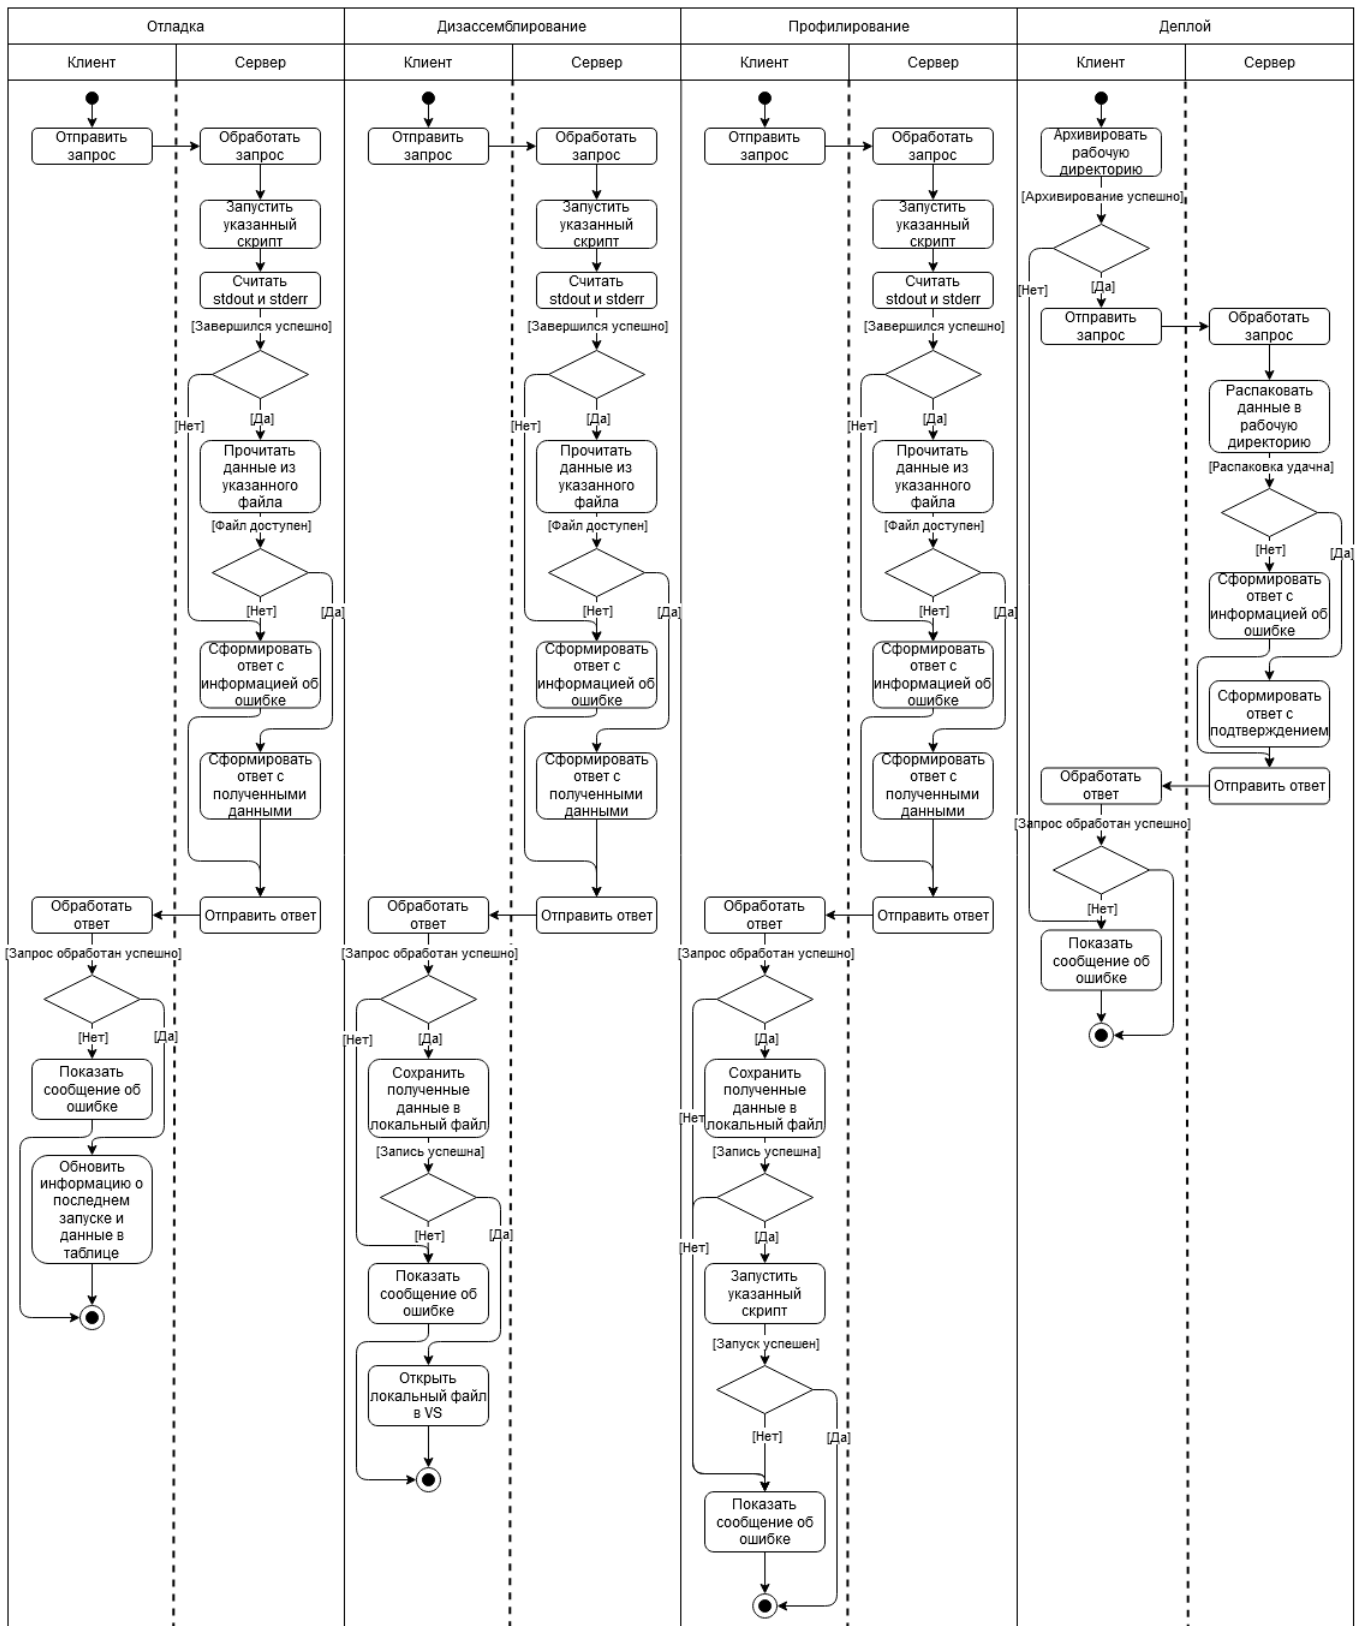 Отладка
Дизассемблирование
Профилирование
Деплой
Клиент
Сервер
Клиент
Сервер
Клиент
Сервер
Клиент
Сервер
Отправить
запрос
Обработать
запрос
Запустить
указанный
скрипт
Считать
stdout и stderr
[Завершился успешно]
[Нет]
[Да]
Прочитать
данные из
указанного
файла
[Файл доступен]
[Нет]
[Да]
Сформировать
ответ с
информацией об
ошибке
Сформировать
ответ с
полученными
данными
Отправить ответ
Обработать
ответ
[Запрос обработан успешно]
[Нет]
[Да]
Показать
сообщение об
ошибке
Обновить
информацию о
последнем
запуске и
данные в
таблице
Отправить
запрос
Обработать
запрос
Запустить
указанный
скрипт
Считать
stdout и stderr
[Завершился успешно]
[Нет]
[Да]
Прочитать
данные из
указанного
файла
[Файл доступен]
[Нет]
[Да]
Сформировать
ответ с
информацией об
ошибке
Сформировать
ответ с
полученными
данными
Отправить ответ
Обработать
ответ
[Запрос обработан успешно]
[Нет]
[Да]
Сохранить
полученные
данные в
локальный файл
[Запись успешна]
[Нет]
[Да]
Показать
сообщение об
ошибке
Открыть
локальный файл
в VS
Отправить
запрос
Обработать
запрос
Запустить
указанный
скрипт
Считать
stdout и stderr
[Завершился успешно]
[Нет]
[Да]
Прочитать
данные из
указанного
файла
[Файл доступен]
[Нет]
[Да]
Сформировать
ответ с
информацией об
ошибке
Сформировать
ответ с
полученными
данными
Отправить ответ
Обработать
ответ
[Запрос обработан успешно]
[Да]
[Нет
Сохранить
полученные
данные в
локальный файл
[Запись успешна]
[Да]
[Нет]
Запустить
указанный
скрипт
[Запуск успешен]
[Нет]
[Да]
Показать
сообщение об
ошибке
Архивировать
рабочую
директорию
[Архивирование успешно]
[Нет]
[Да]
Отправить
запрос
Обработать
запрос
Распаковать
данные в
рабочую
директорию
[Распаковка удачна]
[Нет]
[Да]
Сформировать
ответ с
информацией об
ошибке
Сформировать
ответ с
подтверждением
Отправить ответ
Обработать
ответ
[Запрос обработан успешно]
[Нет]
Показать
сообщение об
ошибке